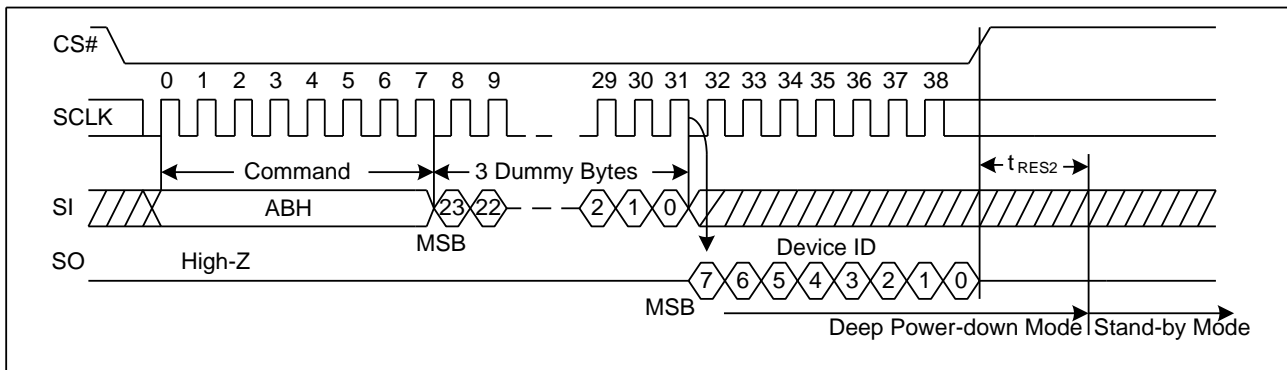 CS#
0 1 2 3 4 5 6 7 8 9 29 30 31 32 33 34 35 36 37 38
SCLK
Command 3 Dummy Bytes tRES2
SI ABH 23 22 2 1 0
MSB
SO High-Z Device ID
7 6 5 4 3 2 1 0
MSB
Deep Power-down Mode Stand-by Mode